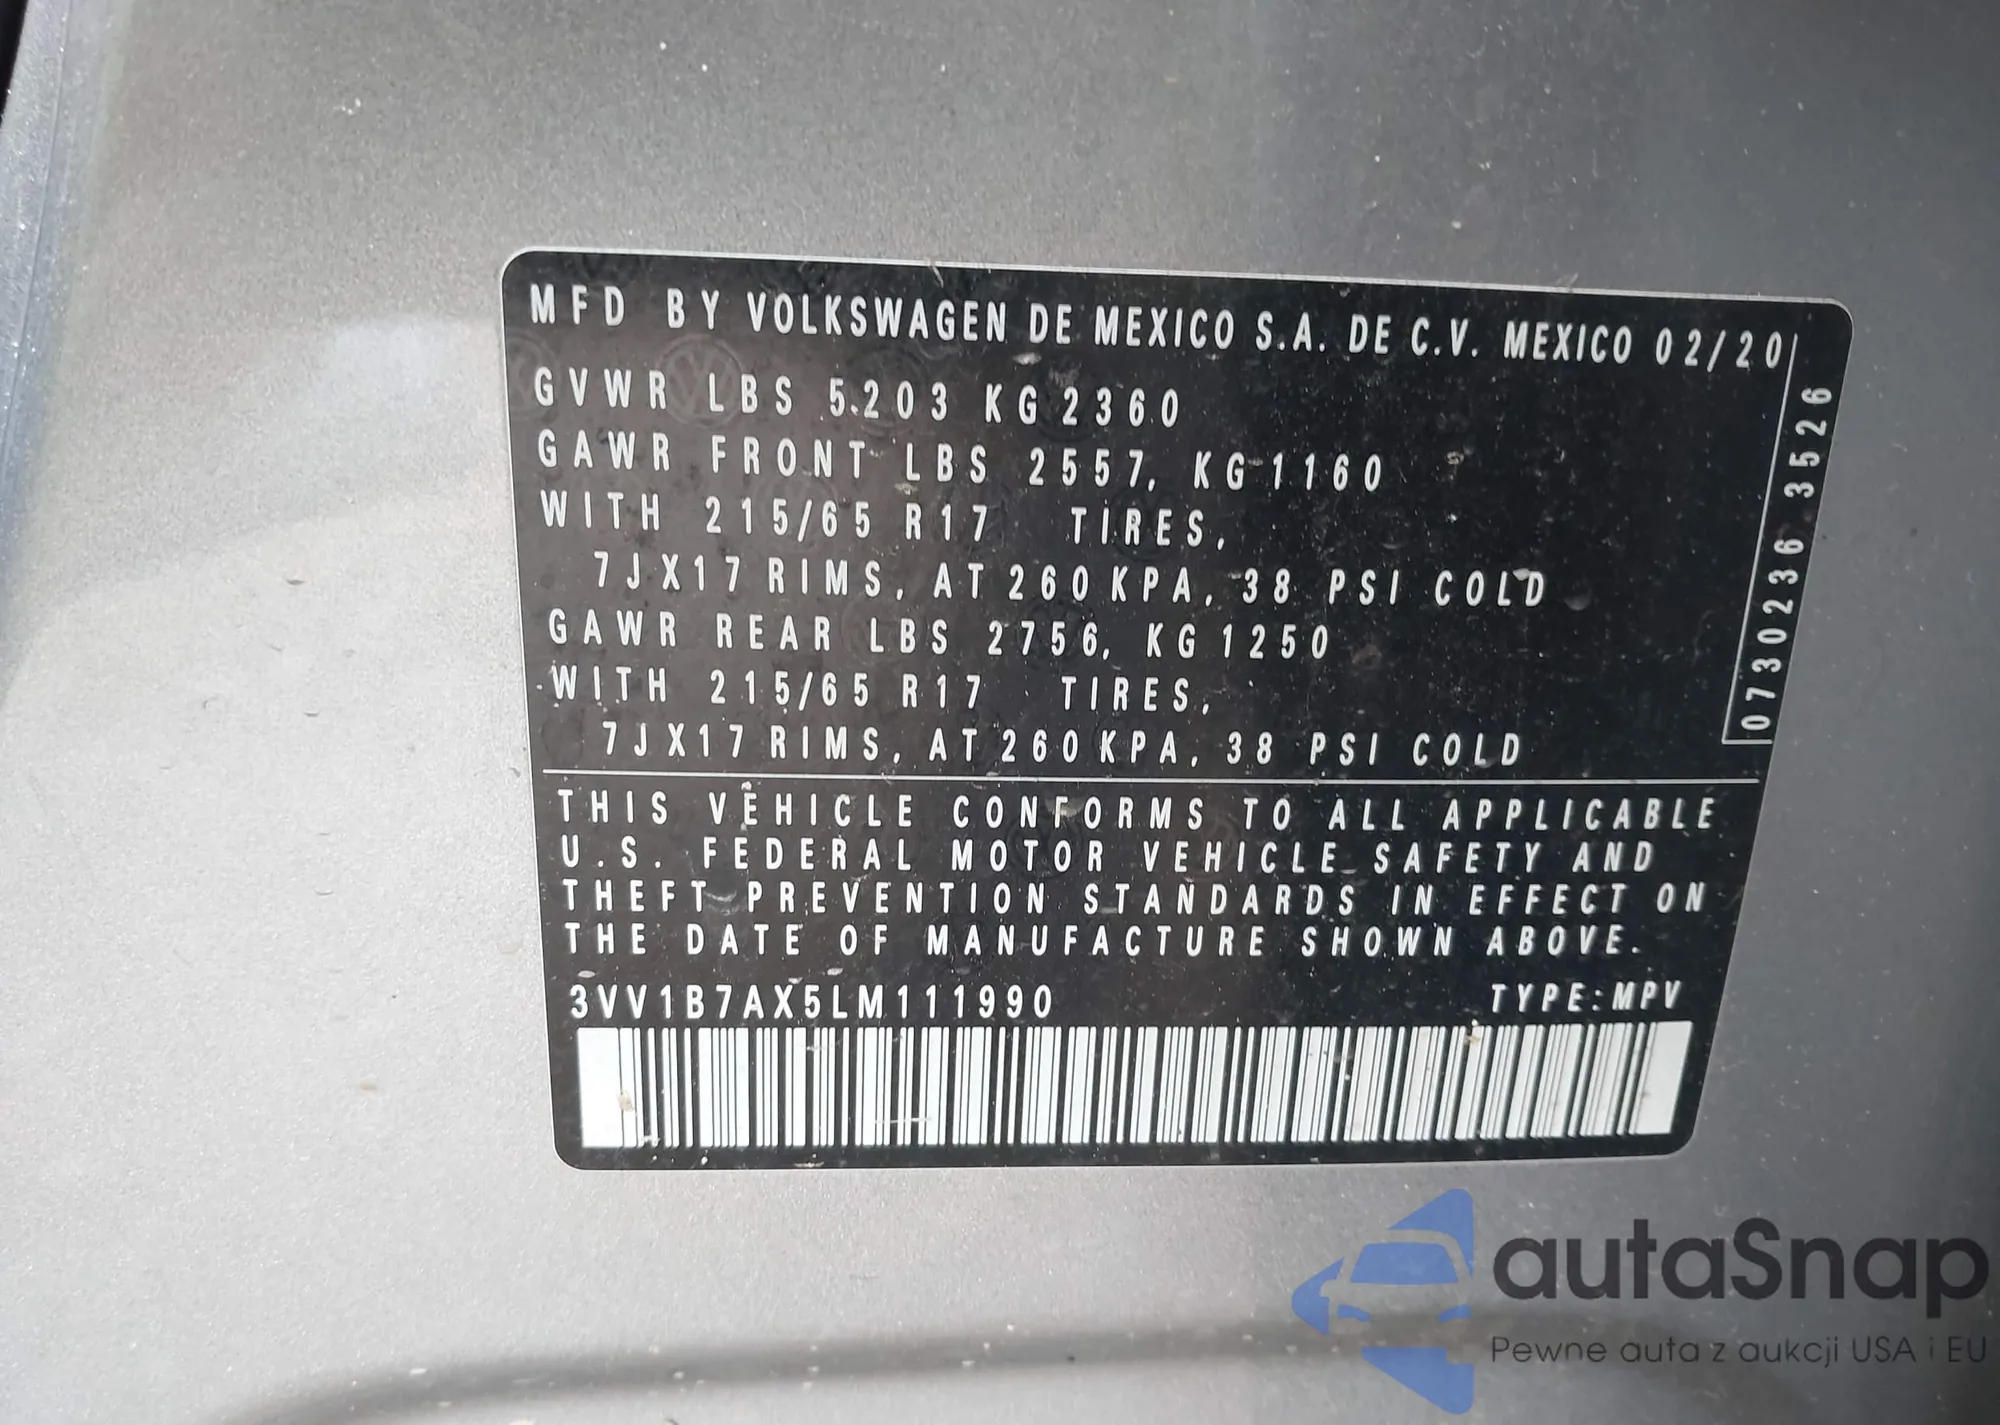 MFD BY VOLKSWAGEN DE MEXICO S.A. DE C.V. MEXICO 02/20
GVWR LBS 5.203 KG 2360
GAWR FRONT LBS 2557, KG 1160
WITH 215/65 R17 TIRES,
7JX17 RIMS, AT 260 KPA, 38 PSI COLD
GAWR REAR LBS 2756, KG 1250
WITH 215/65 R17 TIRES,
7JX17 RIMS, AT 260 KPA, 38 PSI COLD
0730236 3526
THIS VEHICLE CONFORMS TO ALL APPLICABLE
U.S. FEDERAL MOTOR VEHICLE SAFETY AND
THEFT PREVENTION STANDARDS IN EFFECT ON
THE DATE OF MANUFACTURE SHOWN ABOVE.
3VV1B7AX5LM111990 TYPE: MPV
autaSnap
Pewne auta z aukcji USA i EU